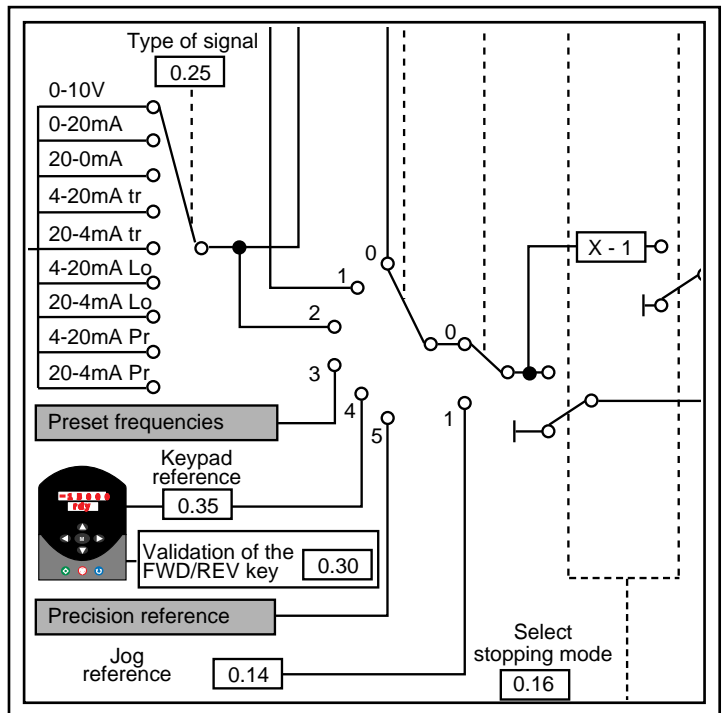 Type of signal
0.25
0-10V
0-20mA
20-0mA
4-20mA tr
20-4mA tr
4-20mA Lo
20-4mA Lo
4-20mA Pr
20-4mA Pr
0
1
2
3
4
5
0
1
X - 1
Preset frequencies
Keypad
reference
0.35
rdy
M
Validation of the
FWD/REV key
0.30
Precision reference
Jog
reference
0.14
Select
stopping mode
0.16